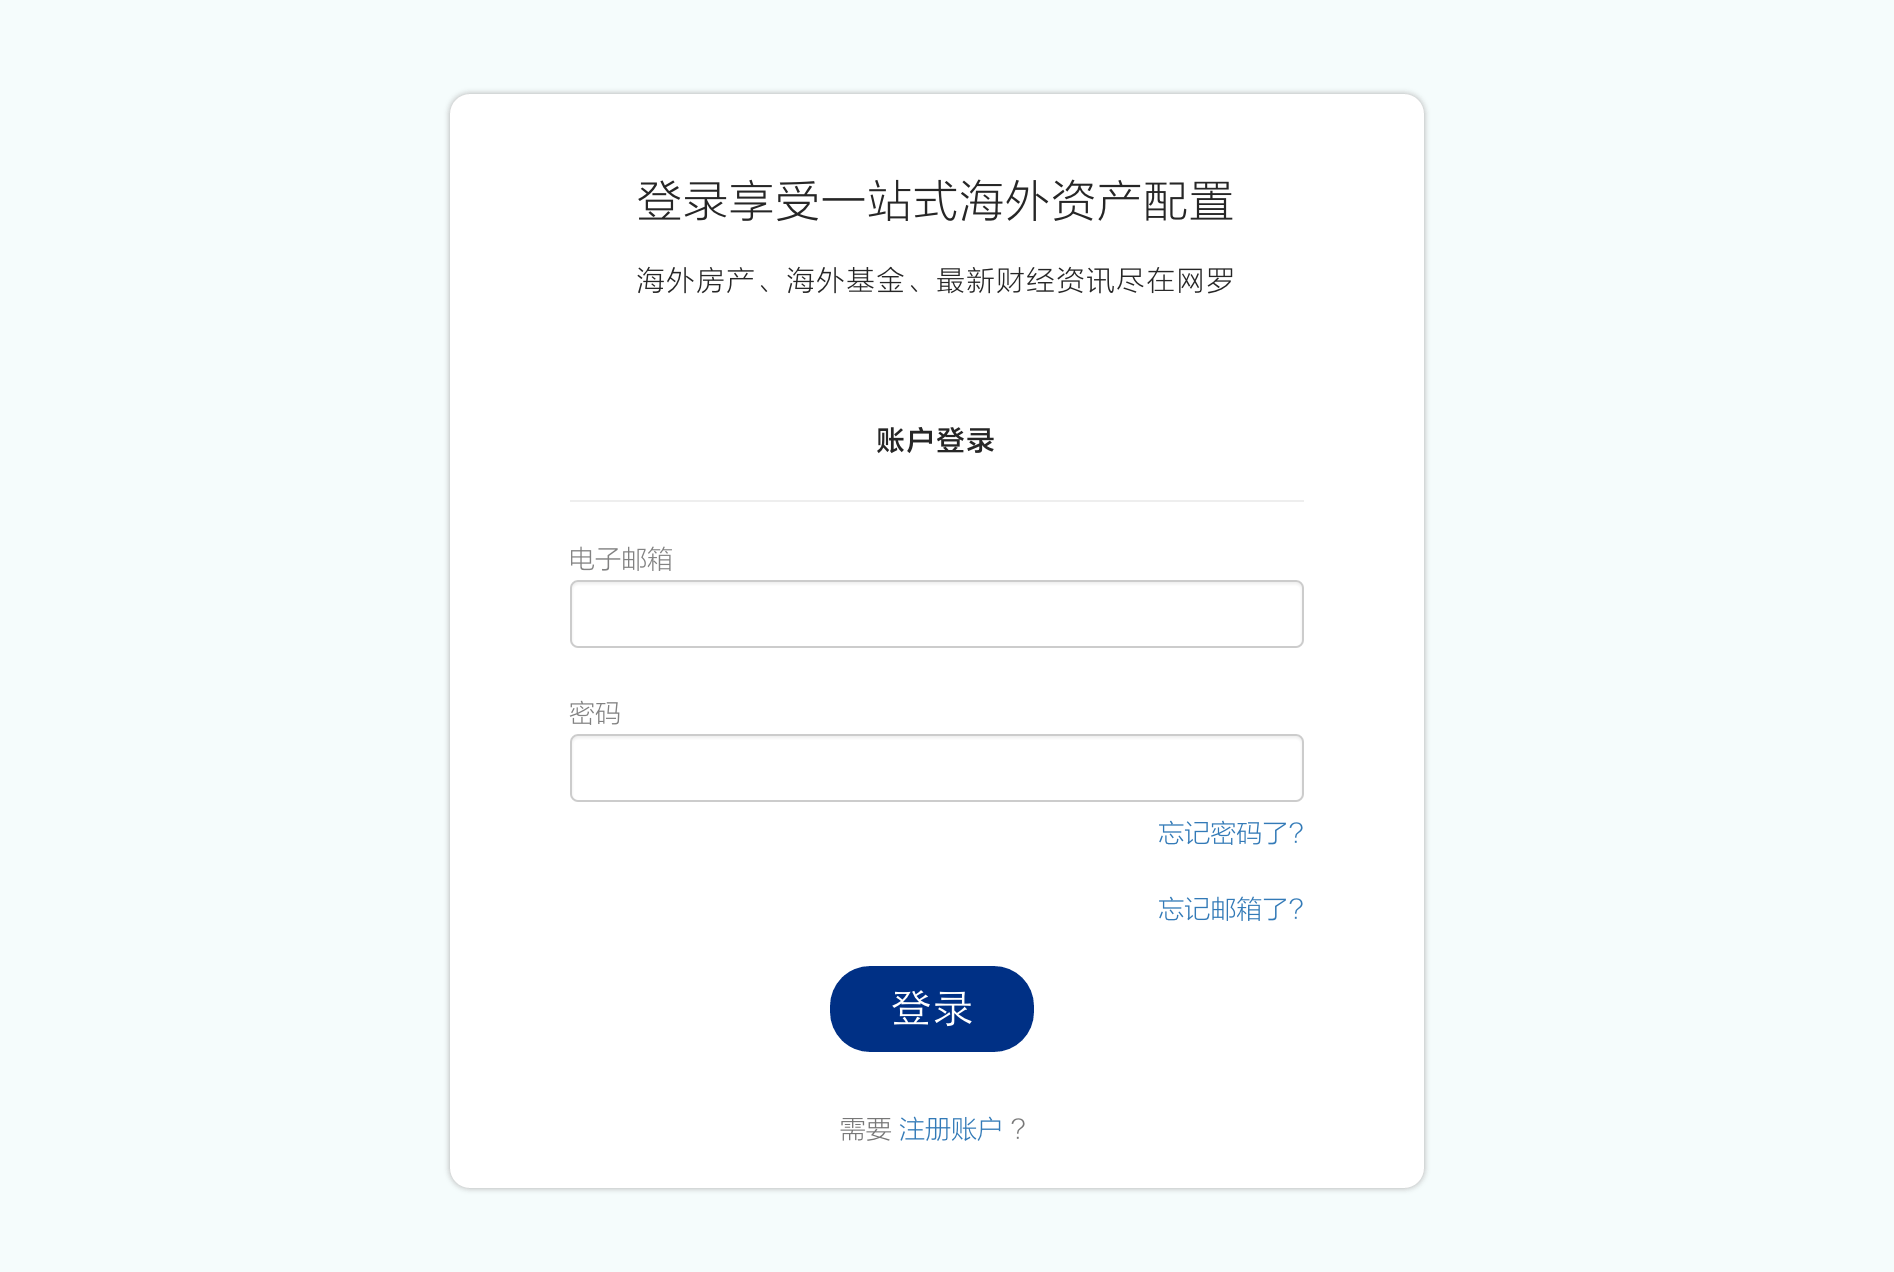 登录享受一站式海外资产配置
海外房产、海外基金、最新财经资讯尽在网罗
账户登录
电子邮箱
密码
忘记密码了?
忘记邮箱了?
登录
需要 注册账户 ?